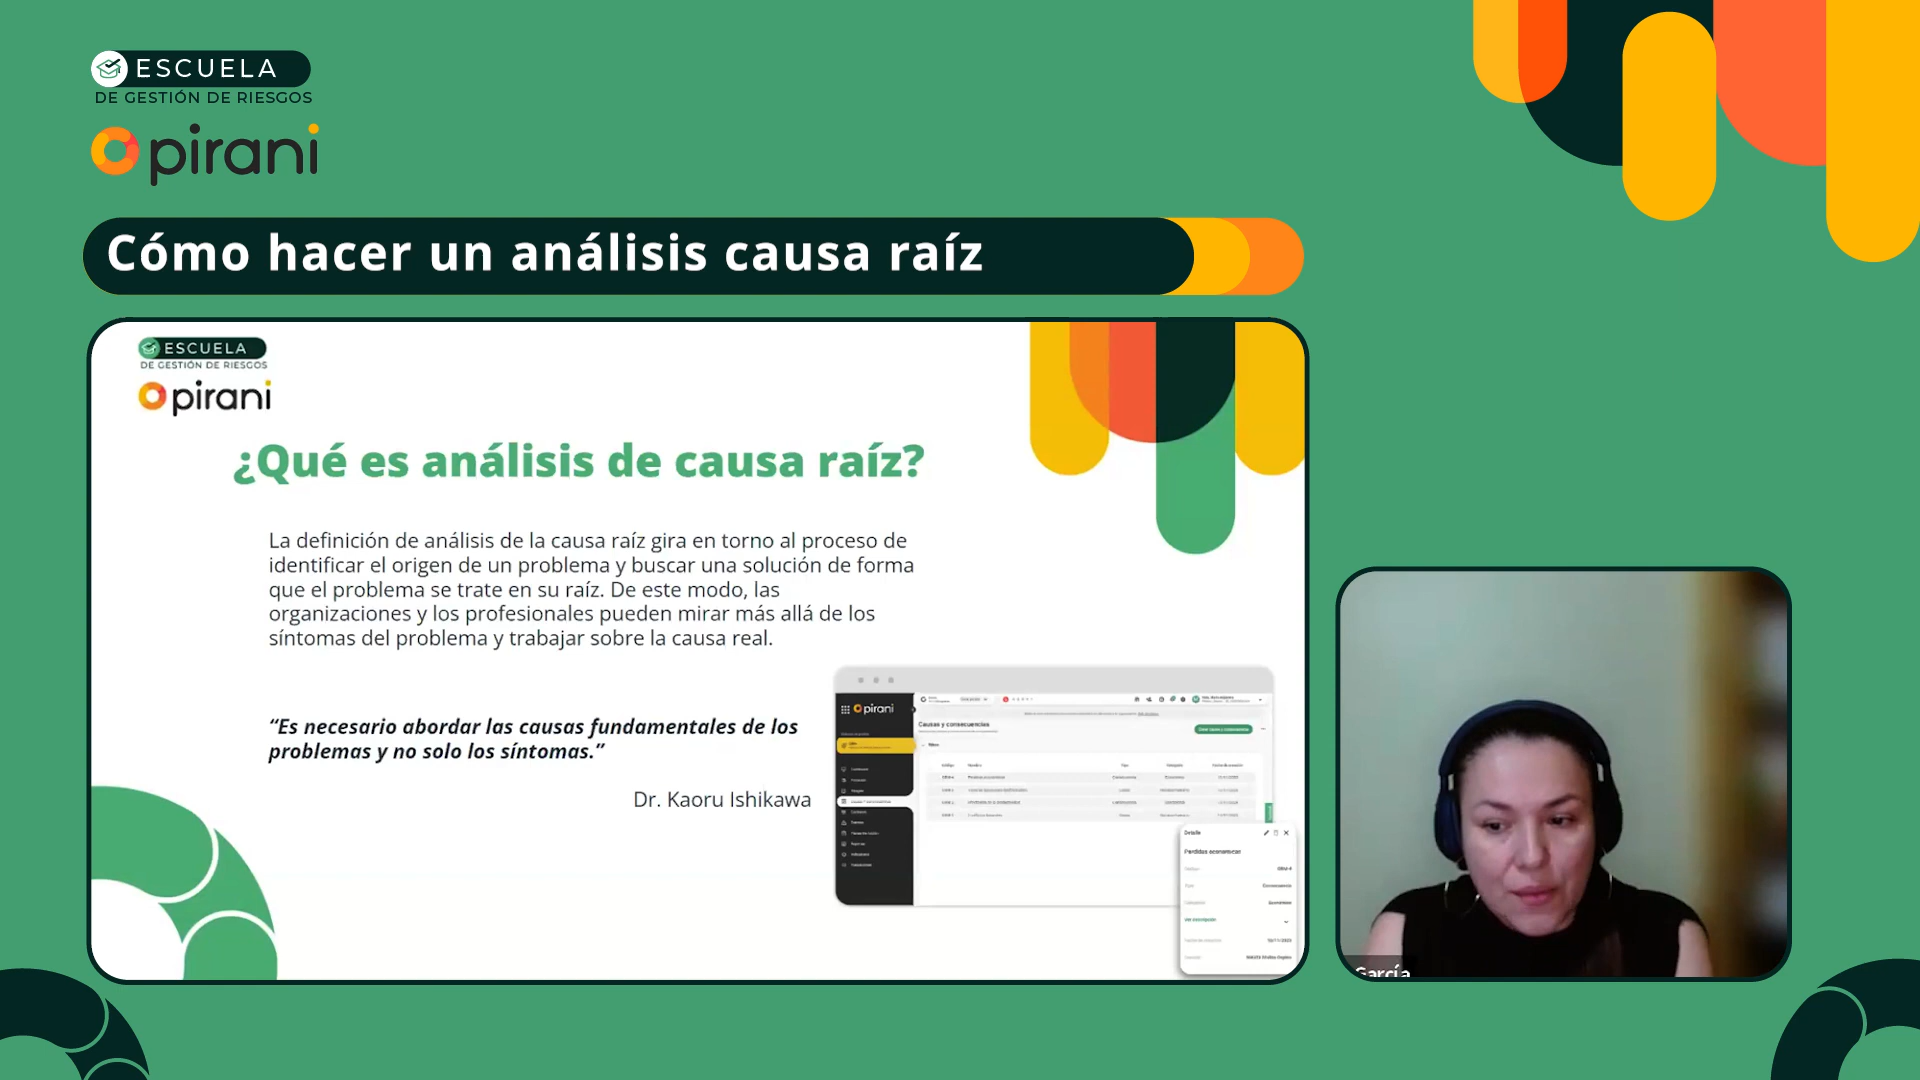 ESCUELA
DE GESTIÓN DE RIESGOS
pirani
Cómo hacer un análisis causa raíz
ESCUELA
DE GESTIÓN DE RIESGOS
pirani
¿Qué es análisis de causa raíz?
La definición de análisis de la causa raíz gira en torno al proceso de
identificar el origen de un problema y buscar una solución de forma
que el problema se trate en su raíz. De este modo, las
organizaciones y los profesionales pueden mirar más allá de los
síntomas del problema y trabajar sobre la causa real.
“Es necesario abordar las causas fundamentales de los
problemas y no solo los síntomas.”
Dr. Kaoru Ishikawa
pirani
Causas y consecuencias
Detalle
García